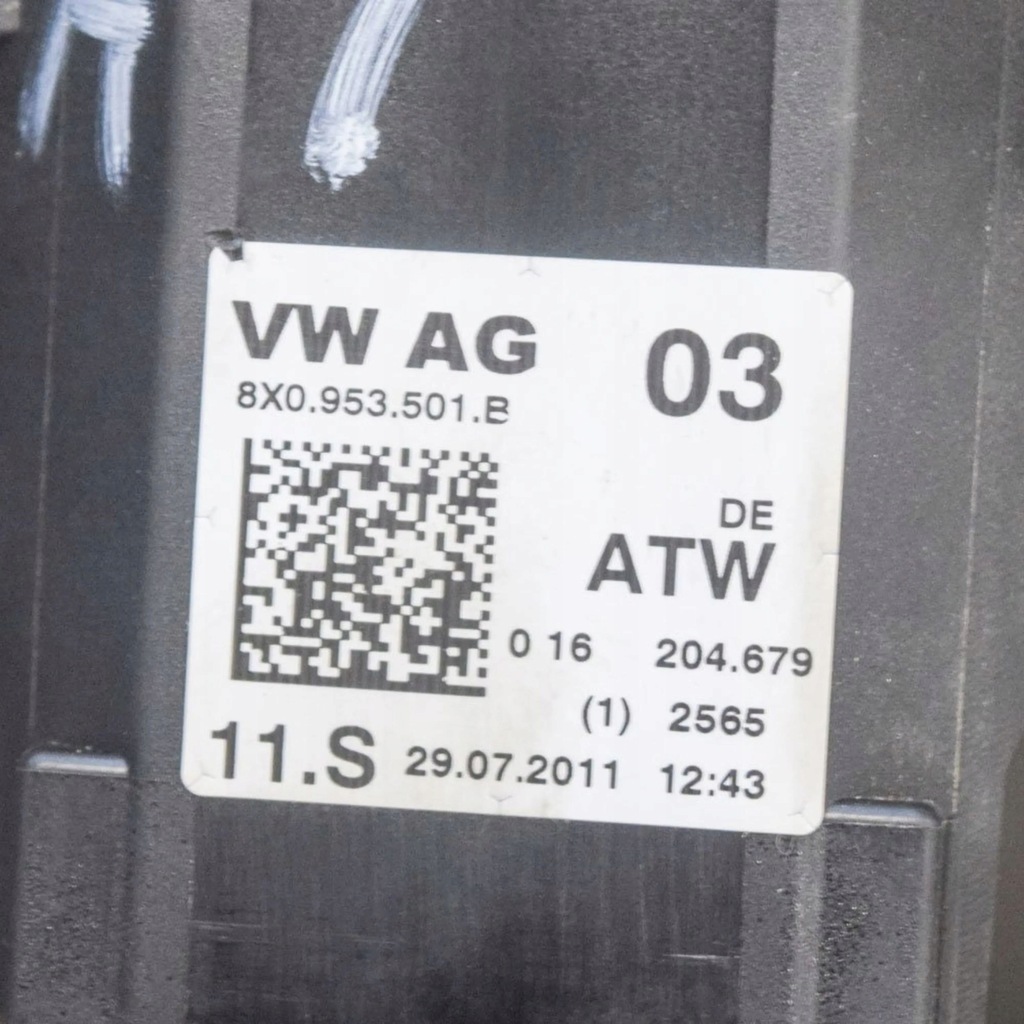 VW AG 03
8X0.953.501.B
DE
ATW
0 16 204.679
(1) 2565
11.S 29.07.2011 12:43